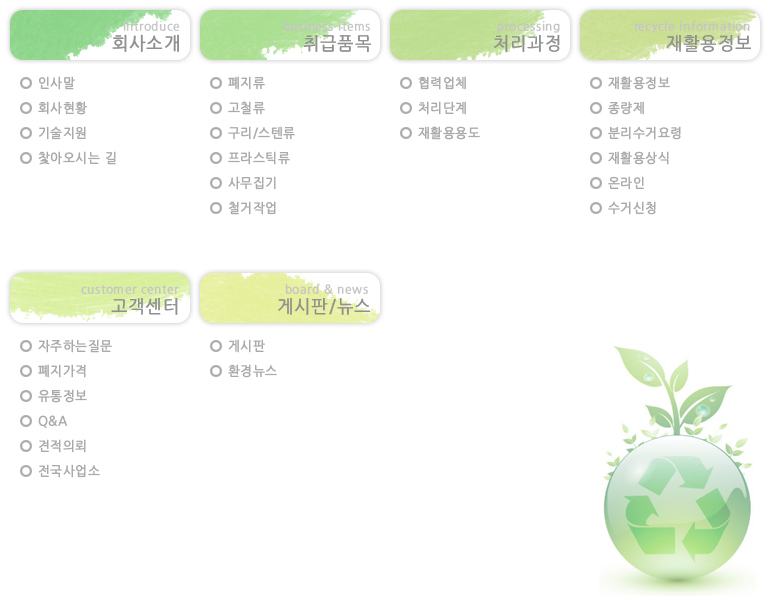 introduce
회사소개
인사말
회사현황
기술지원
찾아오시는 길
business items
취급품목
폐지류
고철류
구리/스텐류
프라스틱류
사무집기
철거작업
processing
처리과정
협력업체
처리단계
재활용용도
recycle information
재활용정보
재활용정보
종량제
분리수거요령
재활용상식
온라인
수거신청
customer center
고객센터
자주하는질문
폐지가격
유통정보
Q&A
견적의뢰
전국사업소
board & news
게시판/뉴스
게시판
환경뉴스